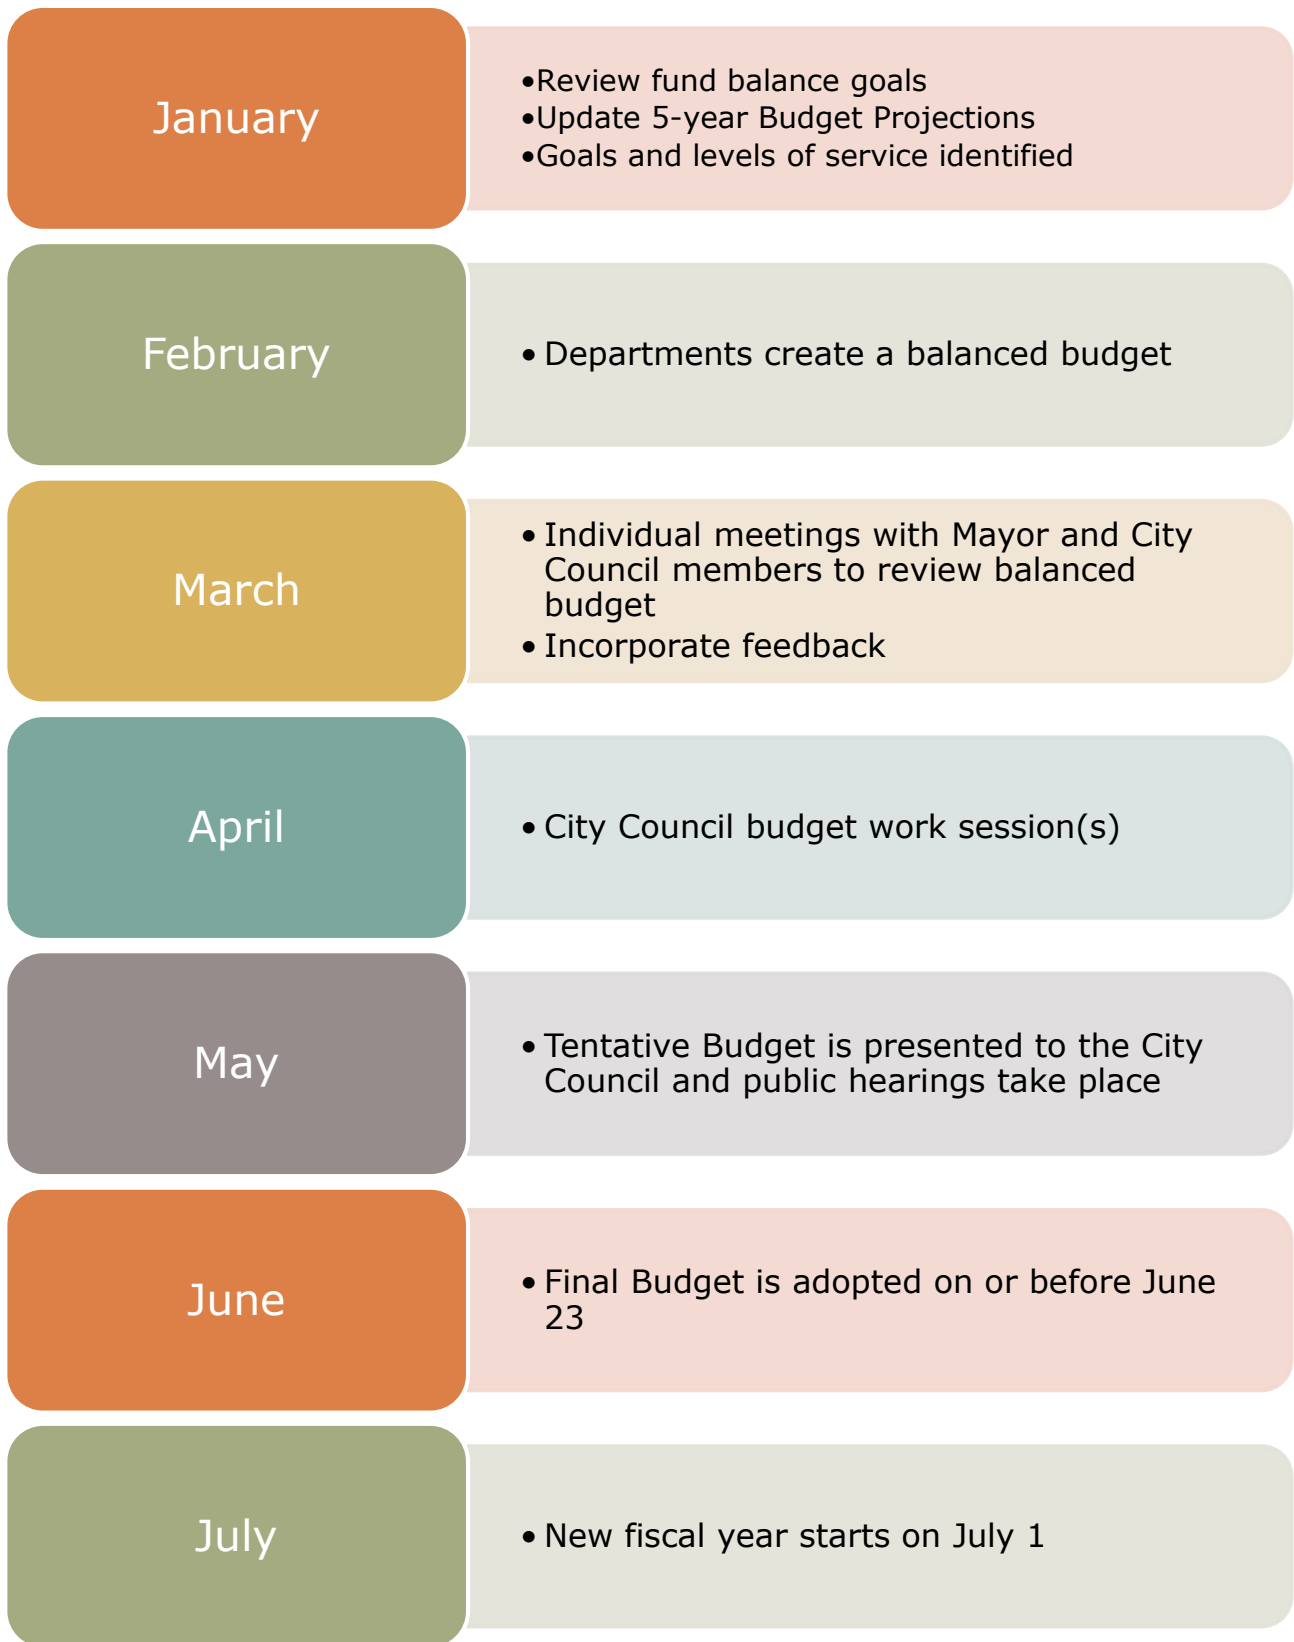 January
•Review fund balance goals
•Update 5-year Budget Projections
•Goals and levels of service identified
February
• Departments create a balanced budget
March
• Individual meetings with Mayor and City
Council members to review balanced
budget
• Incorporate feedback
April
• City Council budget work session(s)
May
• Tentative Budget is presented to the City
Council and public hearings take place
June
• Final Budget is adopted on or before June
23
July
• New fiscal year starts on July 1